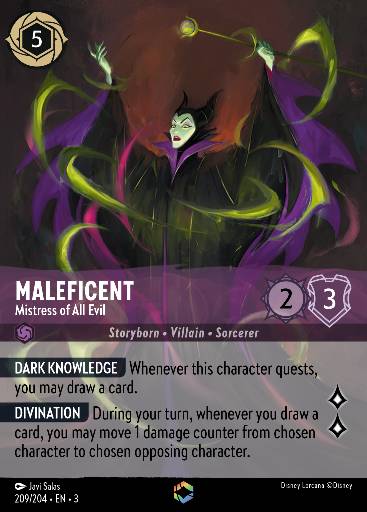 5
MALEFICENT
Mistress of All Evil
2
3
Storyborn • Villain • Sorcerer
DARK KNOWLEDGE Whenever this character quests,
you may draw a card.
DIVINATION During your turn, whenever you draw a
card, you may move 1 damage counter from chosen
character to chosen opposing character.
Javi Salas
Disney Lorcana ©Disney
209/204 • EN • 3